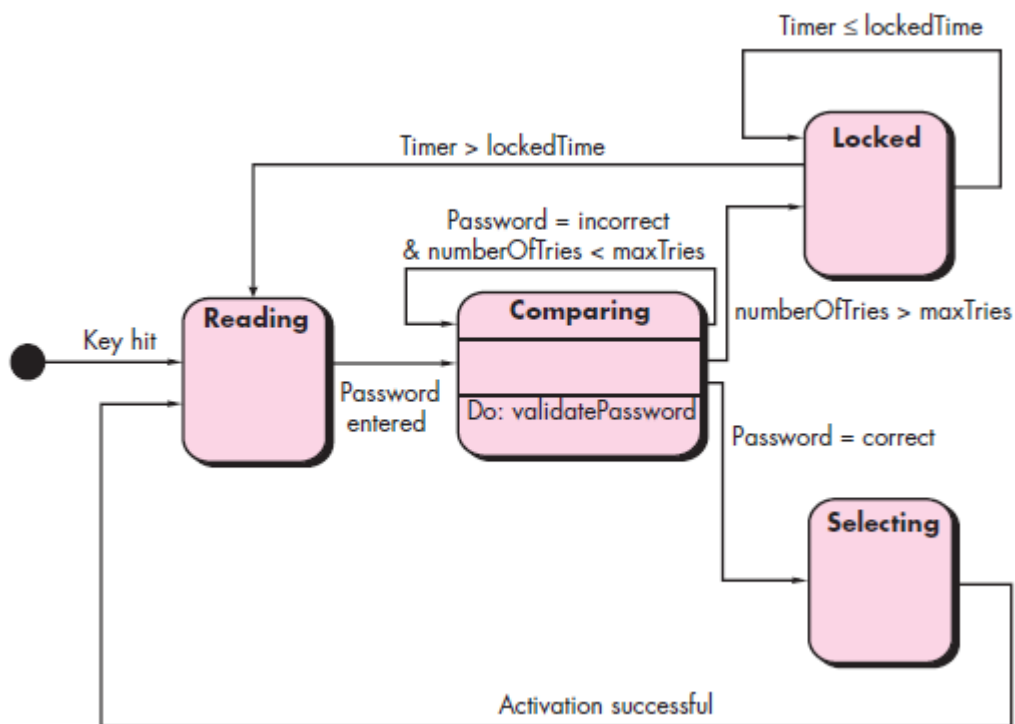 Timer ≤ lockedTime
Locked
Timer > lockedTime
Password = incorrect
& numberOfTries < maxTries
Reading
Comparing
numberOfTries > maxTries
Key hit
Password
entered
Do: validatePassword
Password = correct
Selecting
Activation successful